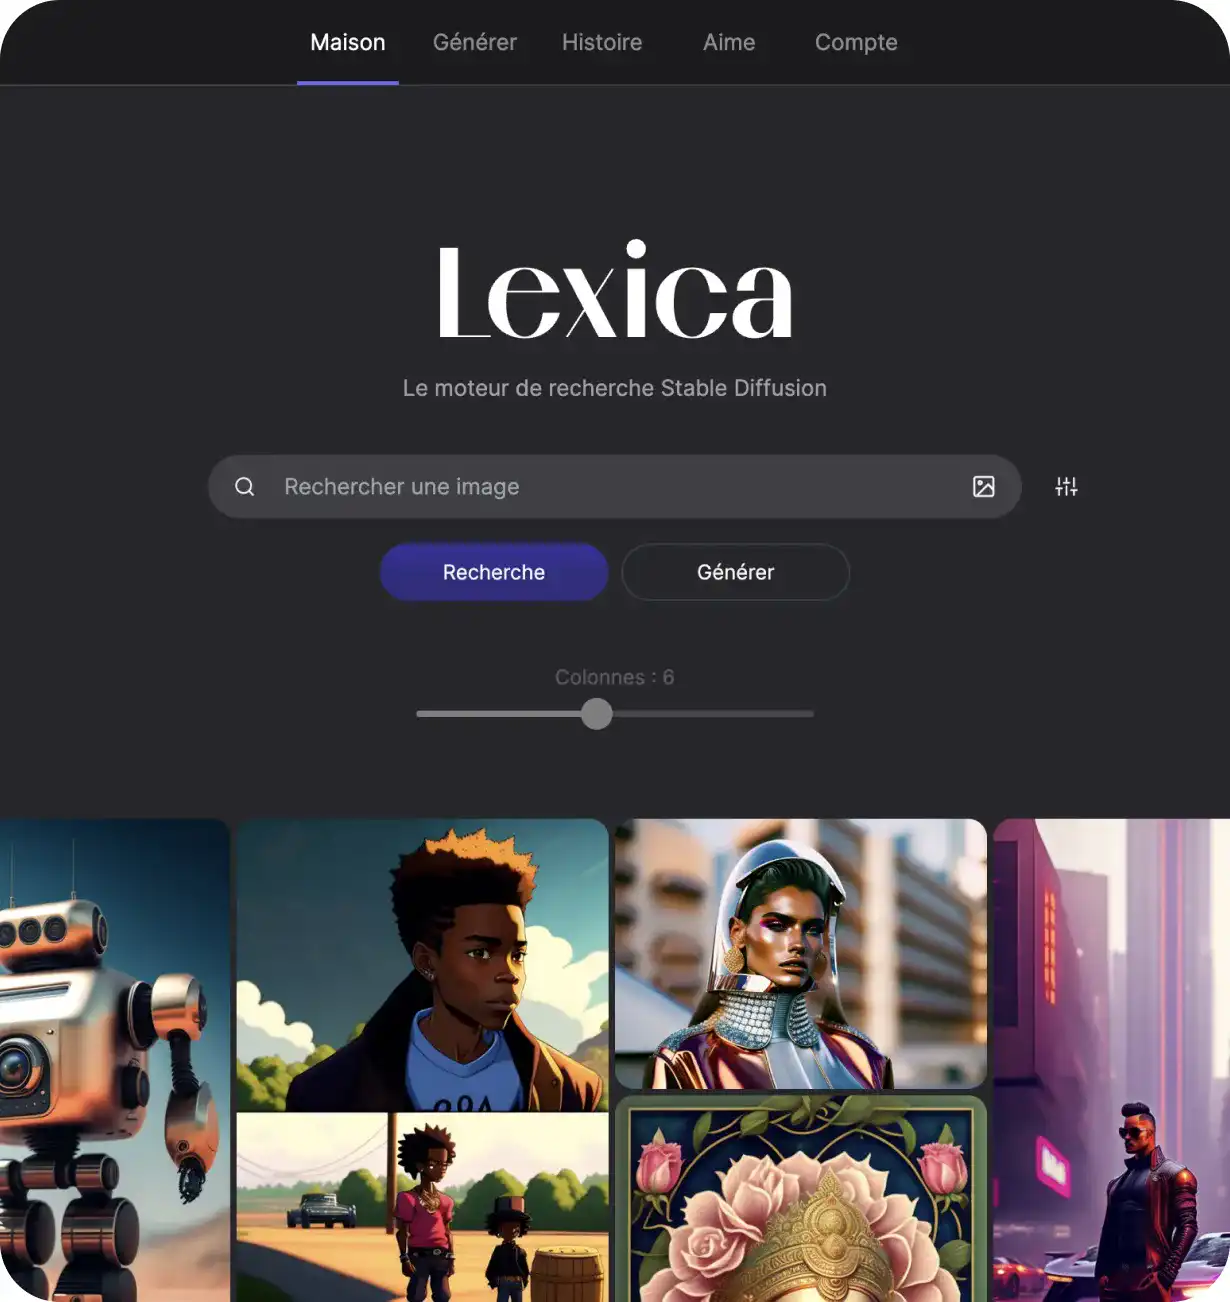 Maison Générer Histoire Aime Compte
Lexica
Le moteur de recherche Stable Diffusion
Rechercher une image
Recherche Générer
Colonnes : 6